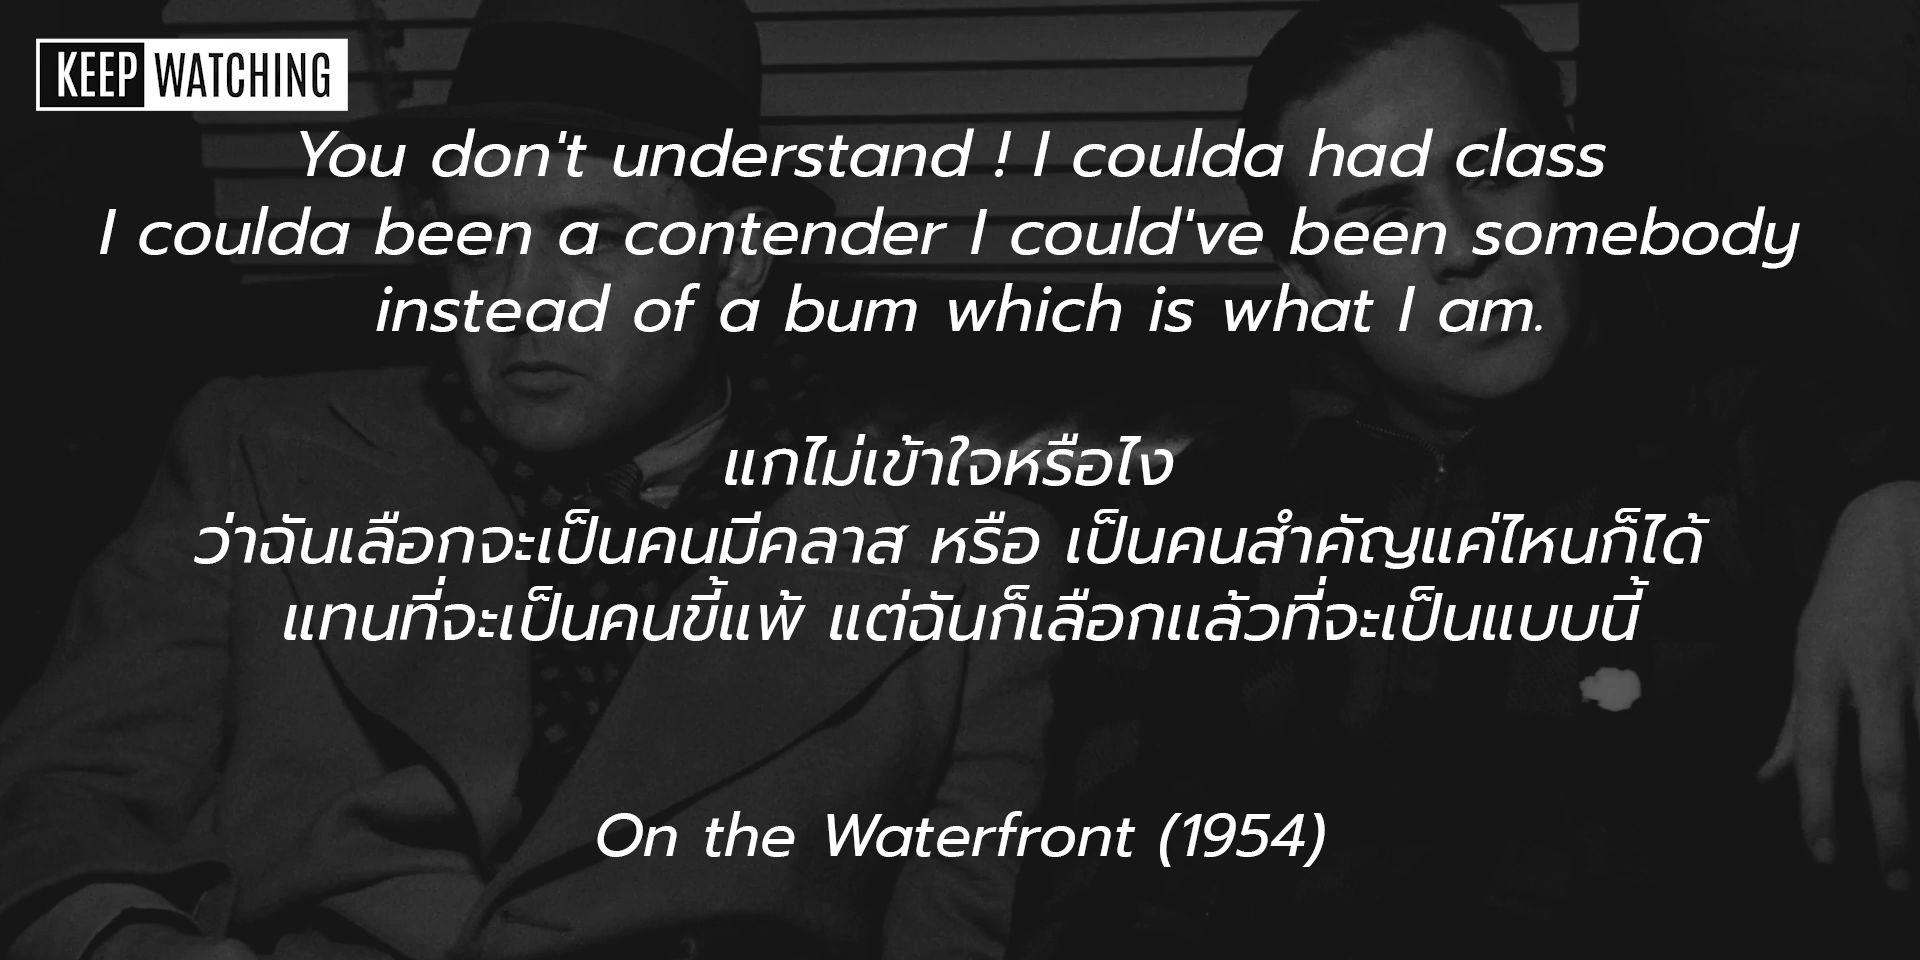 KEEP WATCHING
You don't understand ! I coulda had class
I coulda been a contender I could've been somebody
instead of a bum which is what I am.
แกไม่เข้าใจหรือไง
ว่าฉันเลือกจะเป็นคนมีคลาส หรือ เป็นคนสำคัญแค่ไหนก็ได้
แทนที่จะเป็นคนขี้แพ้ แต่ฉันก็เลือกแล้วที่จะเป็นแบบนี้
On the Waterfront (1954)